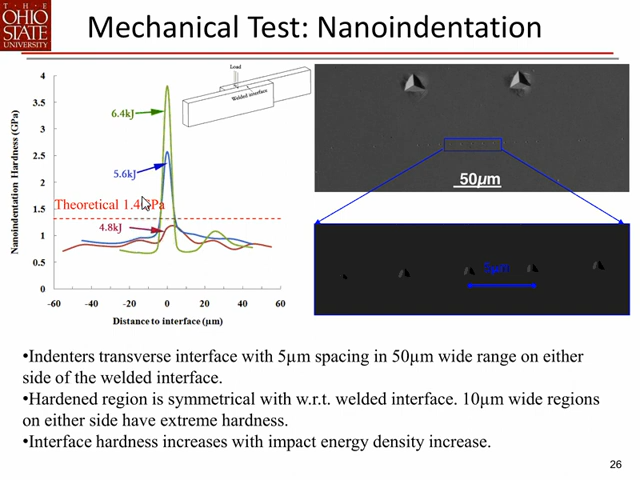 THE
OHIO
STATE
UNIVERSITY
Mechanical Test: Nanoindentation
Nanoindentation Hardness (GPa)
4
3.5
3
2.5
2
1.5
1
0.5
0
6.4kJ
5.6kJ
Theoretical 1.4GPa
4.8kJ
-60 -40 -20 0 20 40 60
Distance to interface (µm)
Load
Welded interface
50µm
5µm
•Indenters transverse interface with 5µm spacing in 50µm wide range on either
side of the welded interface.
•Hardened region is symmetrical with w.r.t. welded interface. 10µm wide regions
on either side have extreme hardness.
•Interface hardness increases with impact energy density increase.
26